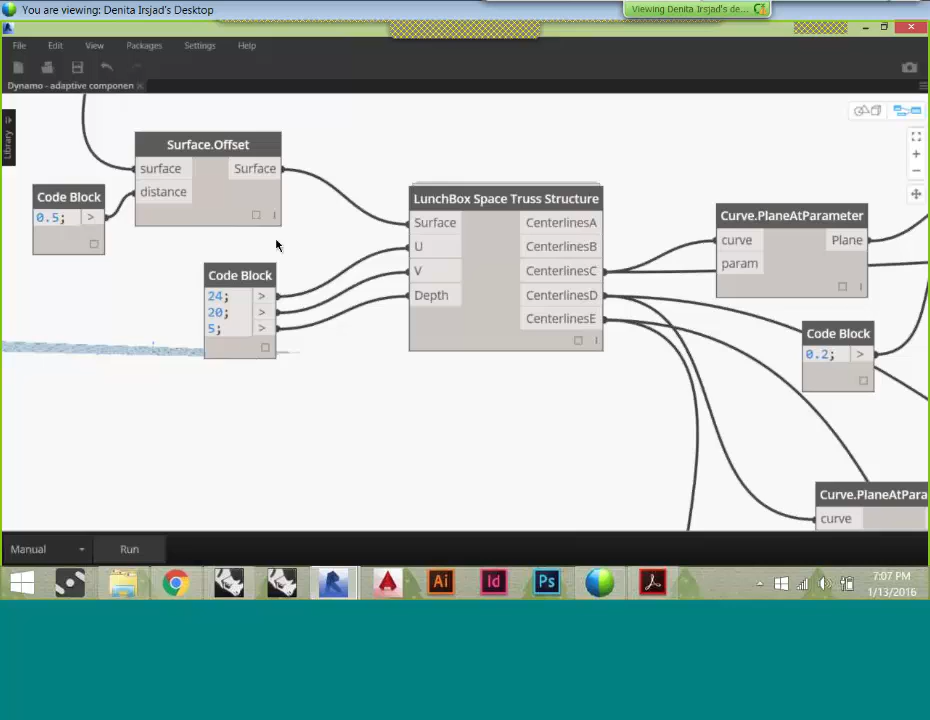 You are viewing: Denita Irsjad's Desktop
Viewing Denita Irsjad's de...
File Edit View Packages Settings Help
Dynamo - adaptive componen
Library
Surface.Offset
surface Surface
distance
Code Block
0.5; >
LunchBox Space Truss Structure
Surface CenterlinesA
U CenterlinesB
V CenterlinesC
Depth CenterlinesD
CenterlinesE
Code Block
24; >
20; >
5; >
Curve.PlaneAtParameter
curve Plane
param
Code Block
0.2; >
Curve.PlaneAtPara
curve
Manual Run
Ai Id Ps
7:07 PM
1/13/2016